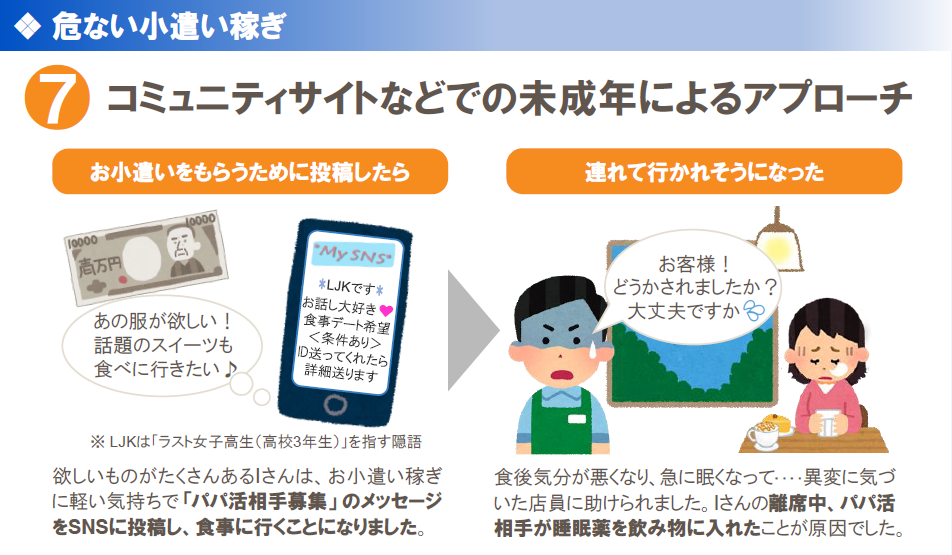 ❖ 危ない小遣い稼ぎ
7 コミュニティサイトなどでの未成年によるアプローチ
お小遣いをもらうために投稿したら
10000
10000
壱万円
あの服が欲しい！
話題のスイーツも
食べに行きたい♪
*My SNS*
*LJKです*
お話し大好き♥
食事デート希望
＜条件あり＞
ID送ってくれたら
詳細送ります
※ LJKは「ラスト女子高生（高校3年生）」を指す隠語
欲しいものがたくさんあるIさんは、お小遣い稼ぎ
に軽い気持ちで「パパ活相手募集」のメッセージ
をSNSに投稿し、食事に行くことになりました。
連れて行かれそうになった
お客様！
どうかされましたか？
大丈夫ですか
食後気分が悪くなり、急に眠くなって‥‥異変に気づ
いた店員に助けられました。Iさんの離席中、パパ活
相手が睡眠薬を飲み物に入れたことが原因でした。